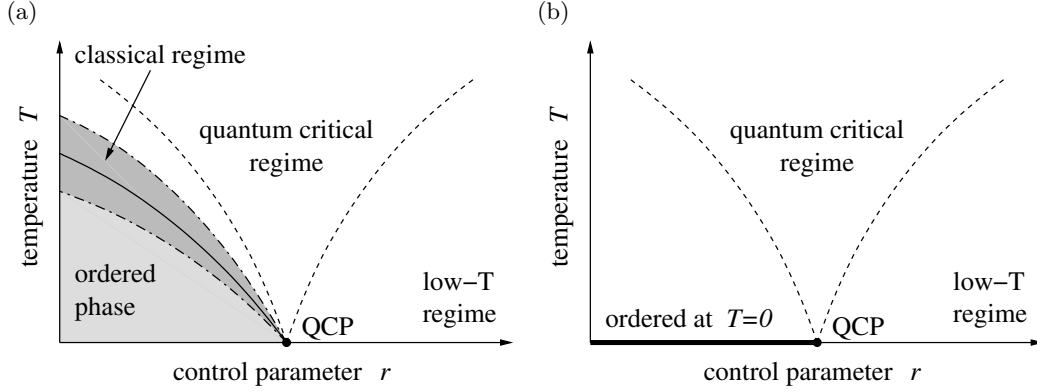 (a)
classical regime
temperature T
quantum critical
regime
ordered
phase
low−T
regime
QCP
control parameter r
(b)
temperature T
quantum critical
regime
low−T
regime
ordered at T=0
QCP
control parameter r